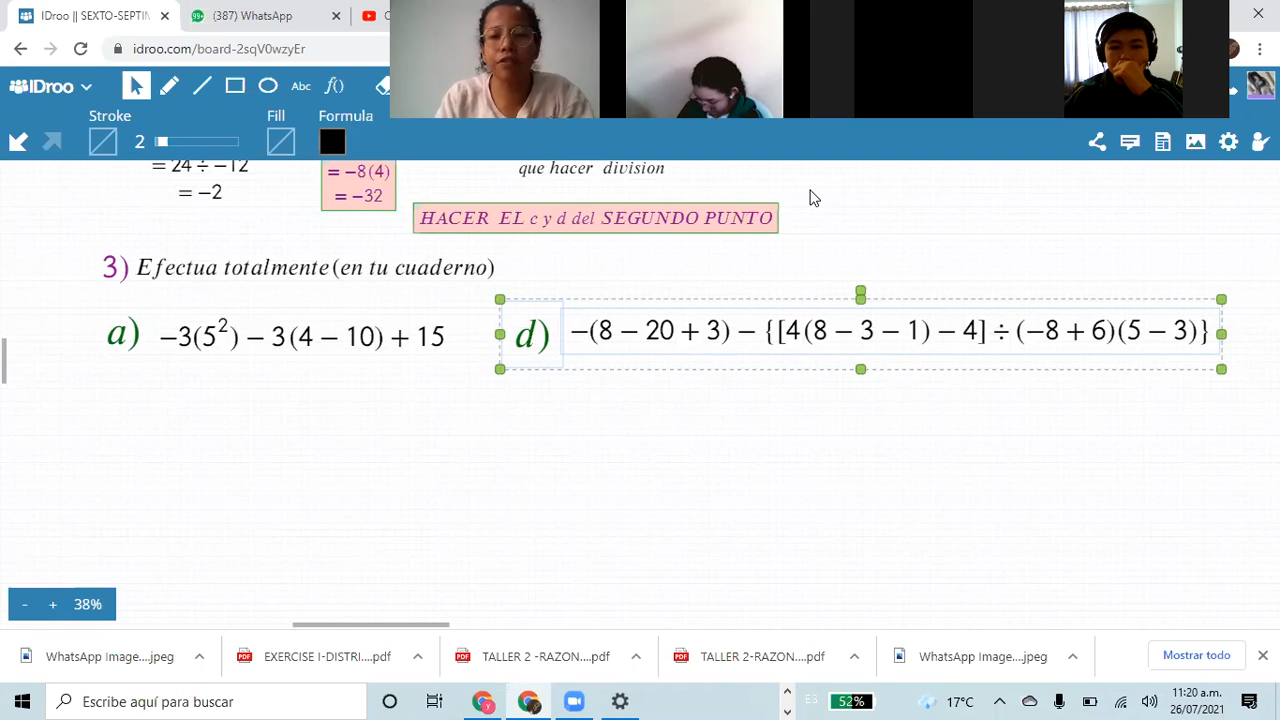 IDroo || SEXTO-SEPTIN
(387) WhatsApp
idroo.com/board-2sqV0wzyEr
IDroo
Abc
f()
Stroke
2
Fill
Formula
= 24 ÷ −12
= −2
= −8(4)
= −32
que hacer division
HACER EL c y d del SEGUNDO PUNTO
3) Efectua totalmente(en tu cuaderno)
a) −3(5²) − 3(4 − 10) + 15
d) −(8 − 20 + 3) − {[4(8 − 3 − 1) − 4] ÷ (−8 + 6)(5 − 3)}
- + 38%
WhatsApp Image....jpeg
EXERCISE I-DISTRI....pdf
TALLER 2 -RAZON....pdf
TALLER 2-RAZON....pdf
WhatsApp Image....jpeg
Mostrar todo
Escribe aquí para buscar
ES
52%
17°C
11:20 a.m.
26/07/2021